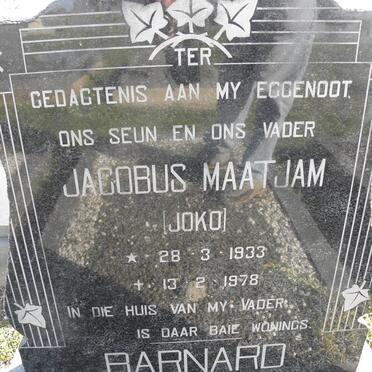 TER
GEDAGTENIS AAN MY EGGENOOT,
ONS SEUN EN ONS VADER
JACOBUS MAATJAM
[JOKO]
★ 28 · 3 · 1933
+ 13 · 2 · 1978
IN DIE HUIS VAN MY VADER
IS DAAR BAIE WONINGS
BARNARD